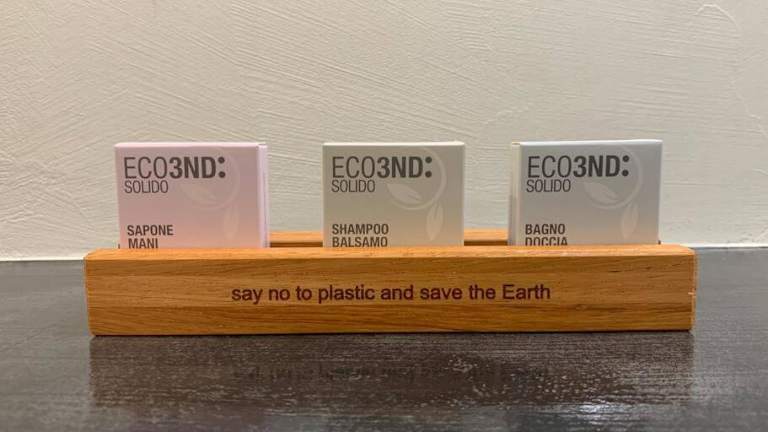 ECO3ND:
SOLIDO
SAPONE
MANI
ECO3ND:
SOLIDO
SHAMPOO
BALSAMO
ECO3ND:
SOLIDO
BAGNO
DOCCIA
say no to plastic and save the Earth